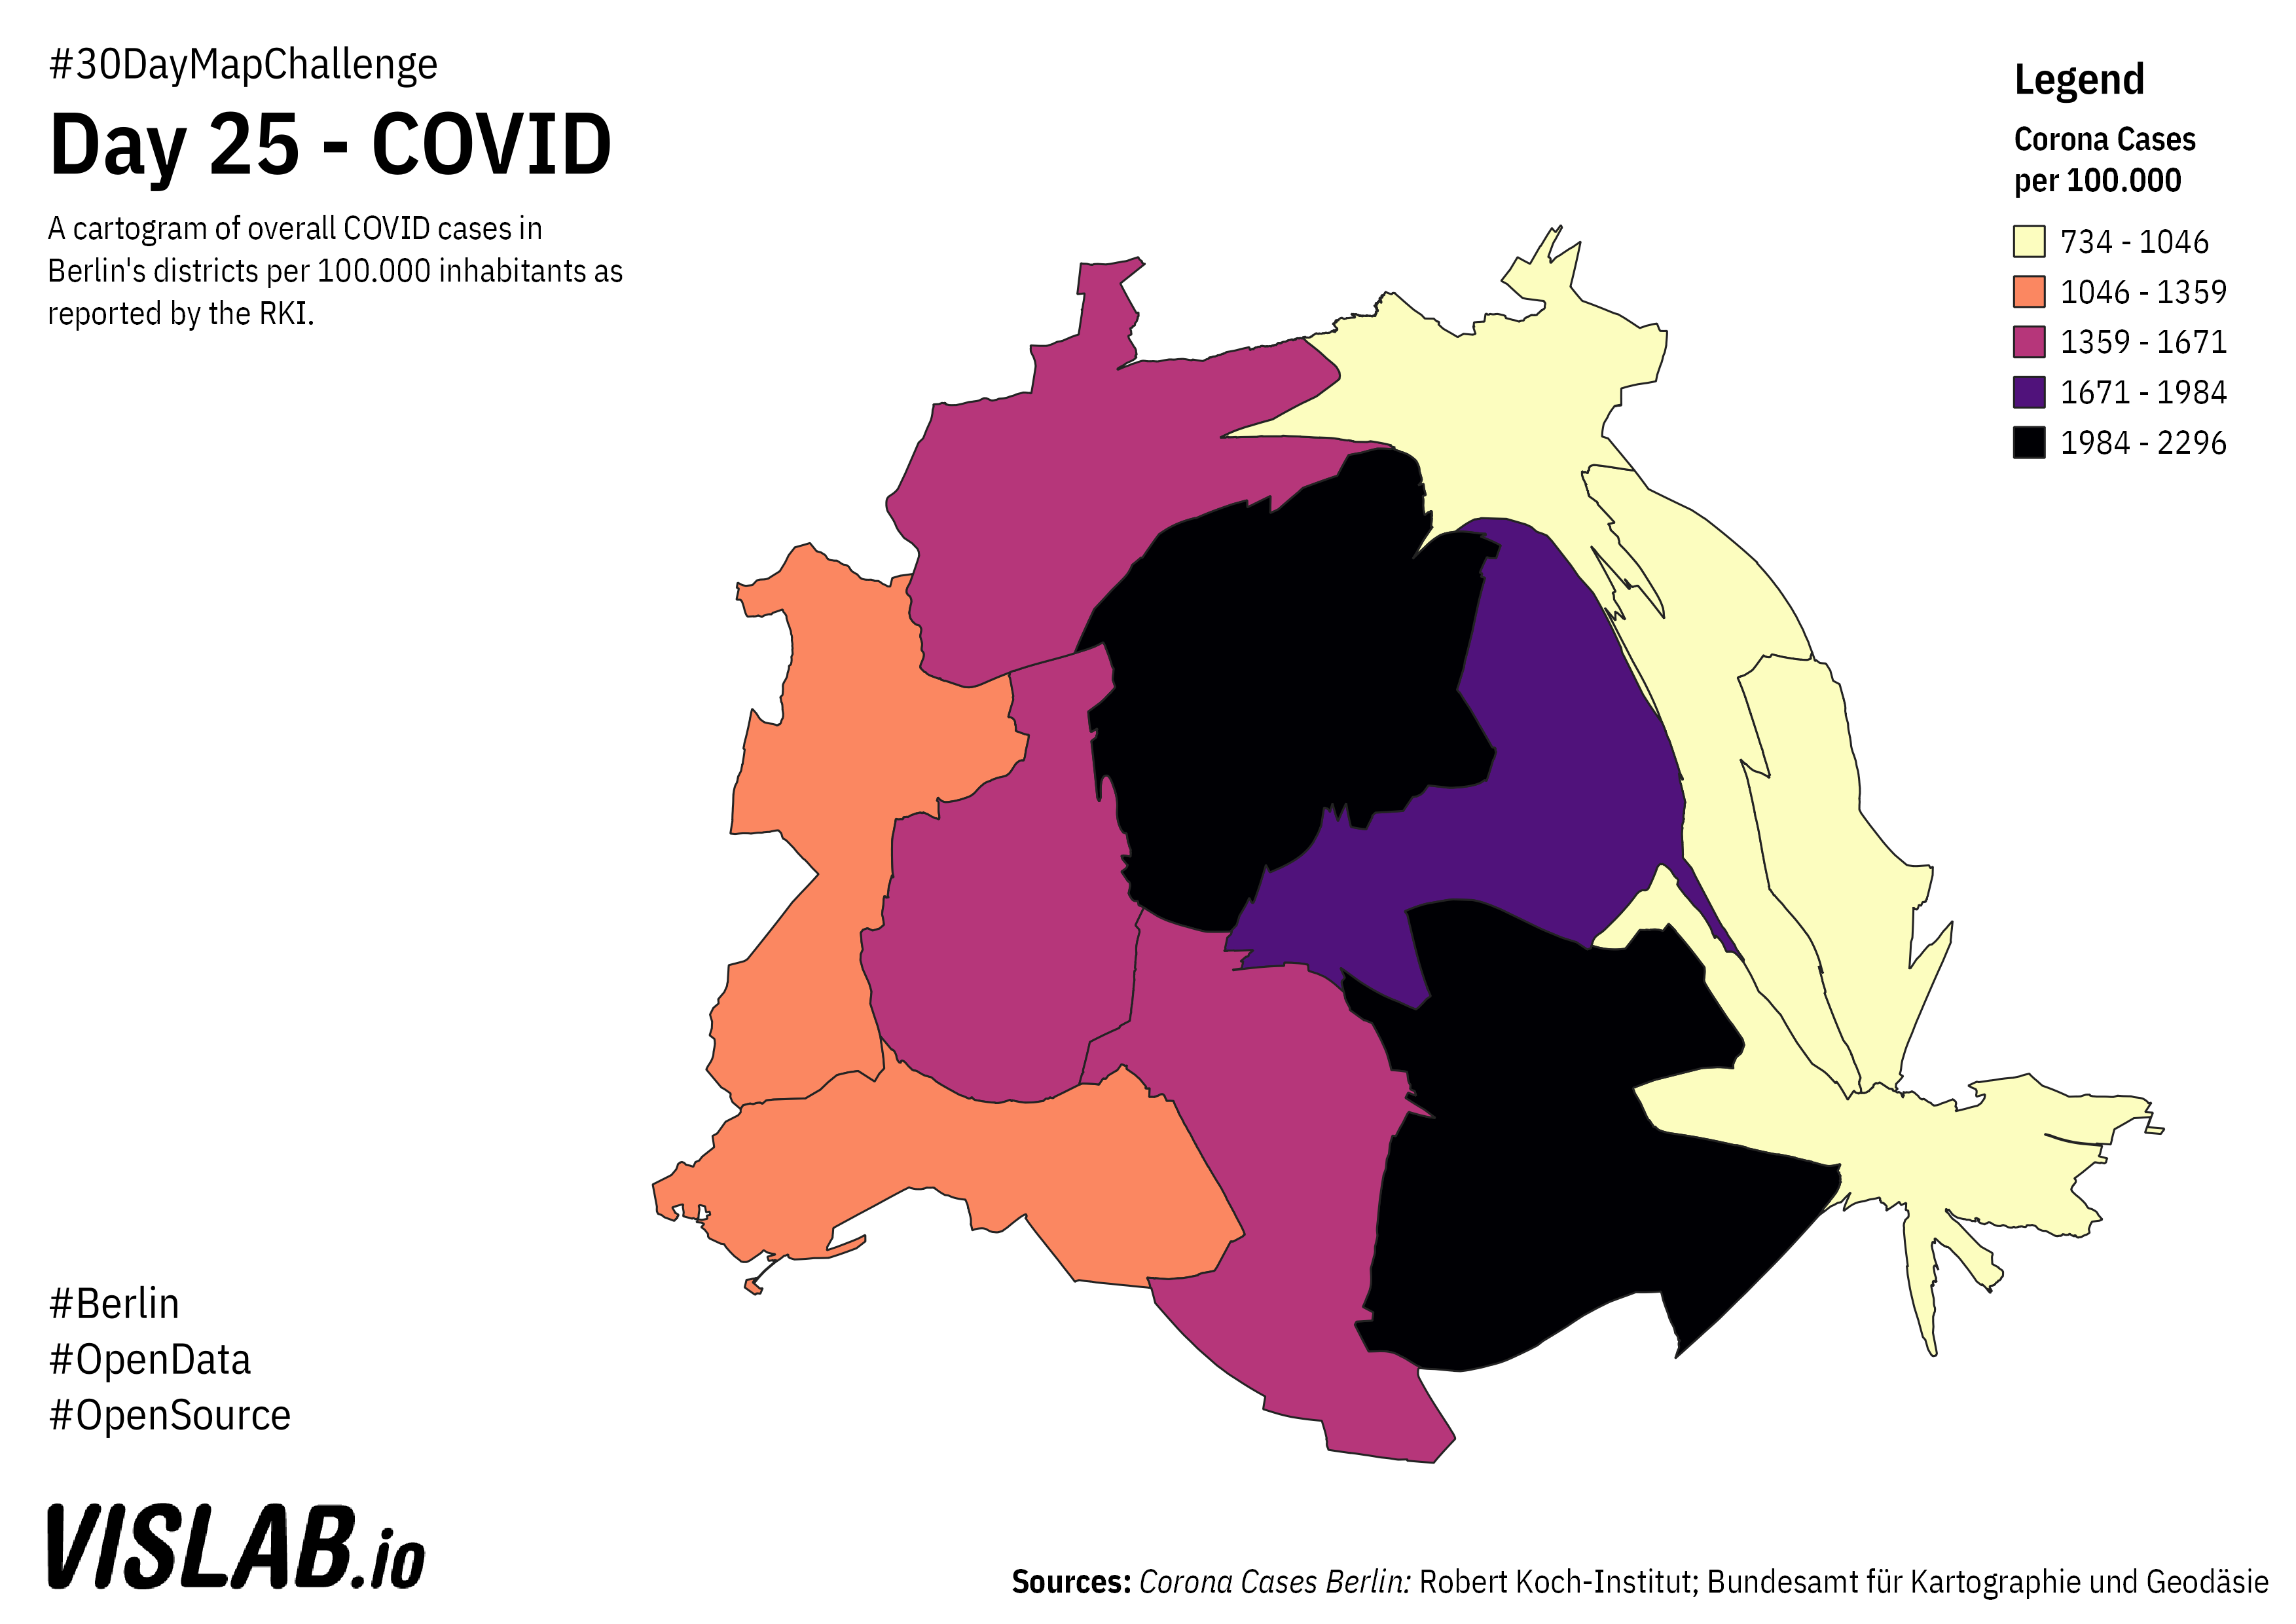 #30DayMapChallenge
Day 25 - COVID
A cartogram of overall COVID cases in
Berlin's districts per 100.000 inhabitants as
reported by the RKI.
Legend
Corona Cases
per 100.000
734 - 1046
1046 - 1359
1359 - 1671
1671 - 1984
1984 - 2296
#Berlin
#OpenData
#OpenSource
VISLAB.io
Sources: Corona Cases Berlin: Robert Koch-Institut; Bundesamt für Kartographie und Geodäsie